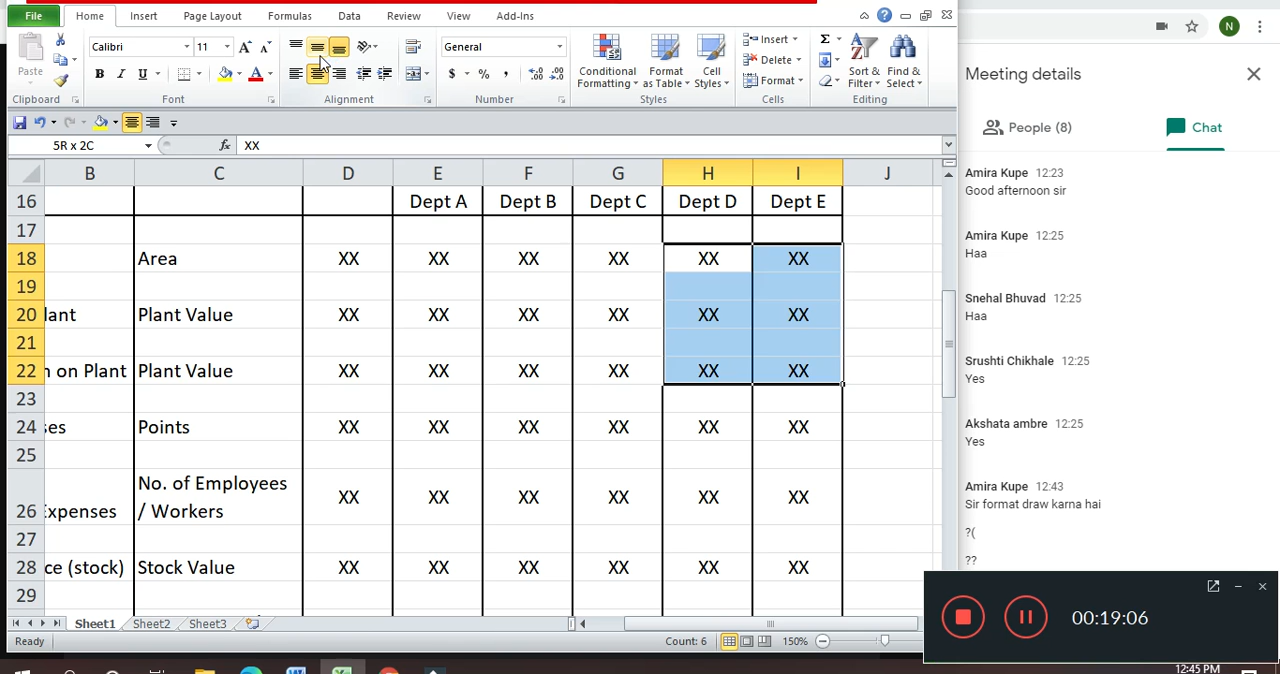 File Home Insert Page Layout Formulas Data Review View Add-Ins
Calibri 11 General Insert
Paste Conditional Formatting Format as Table Cell Styles Delete Sort & Filter Find & Select
Format
Clipboard Font Alignment Number Styles Cells Editing
5R x 2C fx XX
B C D E F G H I J
16 Dept A Dept B Dept C Dept D Dept E
17
18 Area XX XX XX XX XX XX
19
20 lant Plant Value XX XX XX XX XX XX
21
22 n on Plant Plant Value XX XX XX XX XX XX
23
24 ses Points XX XX XX XX XX XX
25
No. of Employees
26 Expenses / Workers XX XX XX XX XX XX
27
28 ce (stock) Stock Value XX XX XX XX XX XX
29
Sheet1 Sheet2 Sheet3
Ready Count: 6 150%
N
Meeting details
People (8) Chat
Amira Kupe 12:23
Good afternoon sir
Amira Kupe 12:25
Haa
Snehal Bhuvad 12:25
Haa
Srushti Chikhale 12:25
Yes
Akshata ambre 12:25
Yes
Amira Kupe 12:43
Sir format draw karna hai
?(
??
00:19:06
12:45 PM